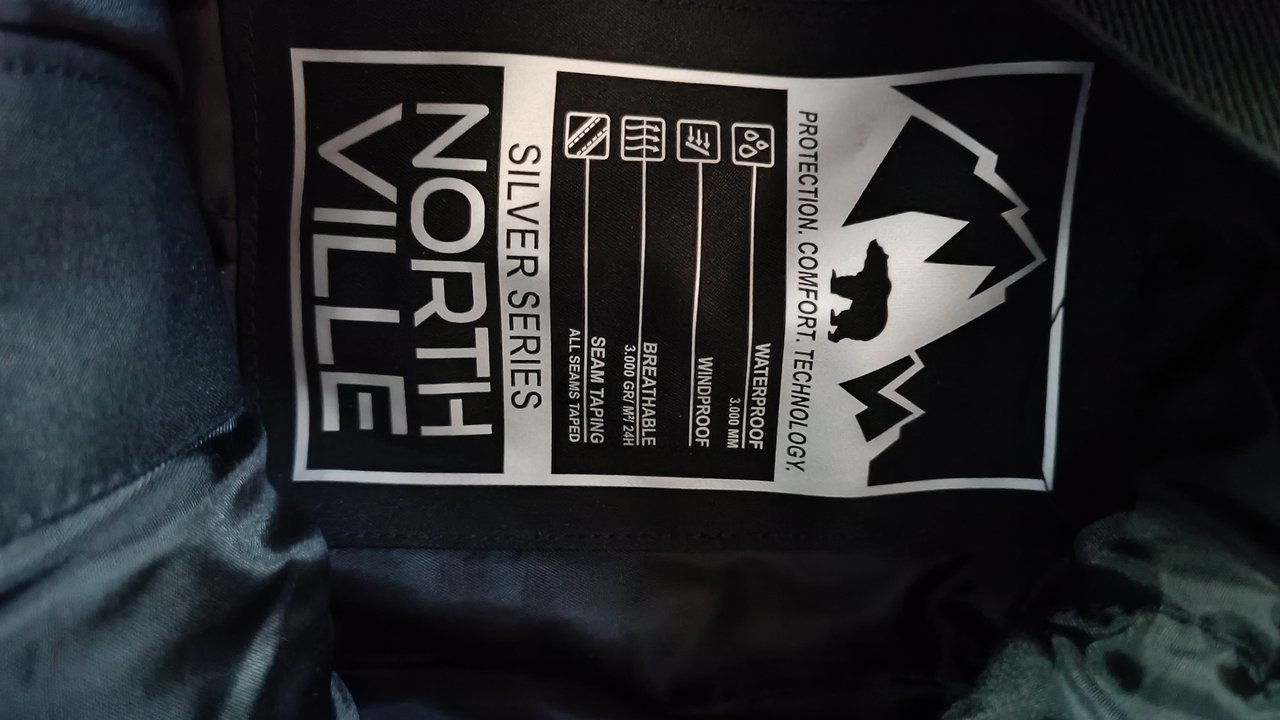 PROTECTION. COMFORT. TECHNOLOGY.
WATERPROOF
3.000 MM
WINDPROOF
BREATHABLE
3.000 GR/ M²/ 24H
SEAM TAPING
ALL SEAMS TAPED
SILVER SERIES
NORTH
VILLE